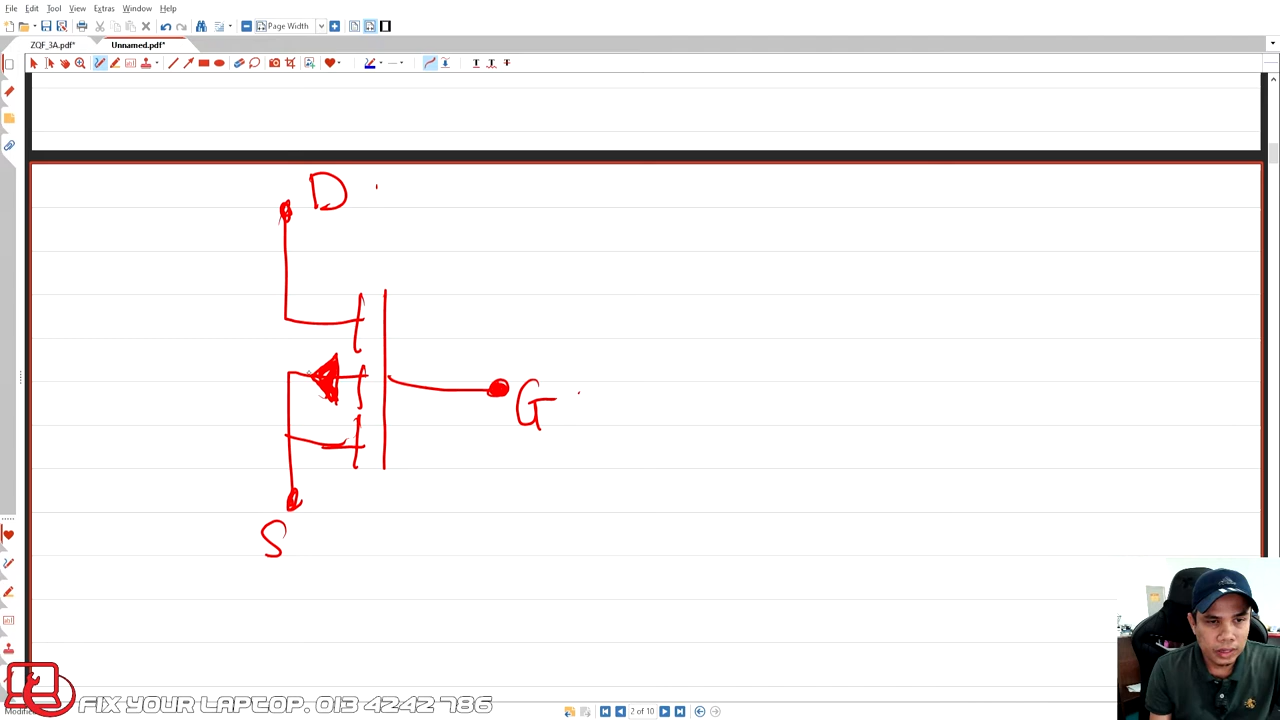 File Edit Tool Extras Window Help
Page Width
ZQF_3A.pdf* Unnamed.pdf*
D
G
S
FIX YOUR LAPTOP. 013 4242 786
2 of 10